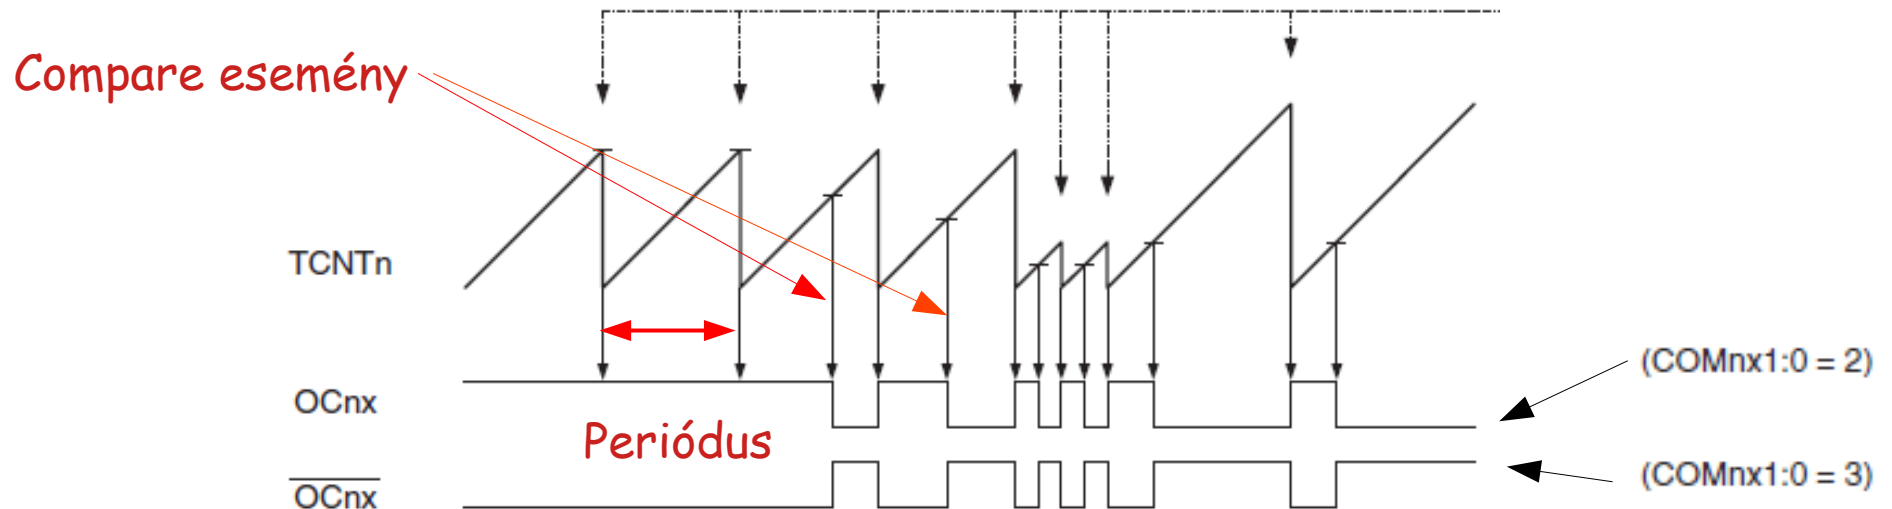 Compare esemény
TCNTn
(COMnx1:0 = 2)
OCnx
Periódus
(COMnx1:0 = 3)
OCnx